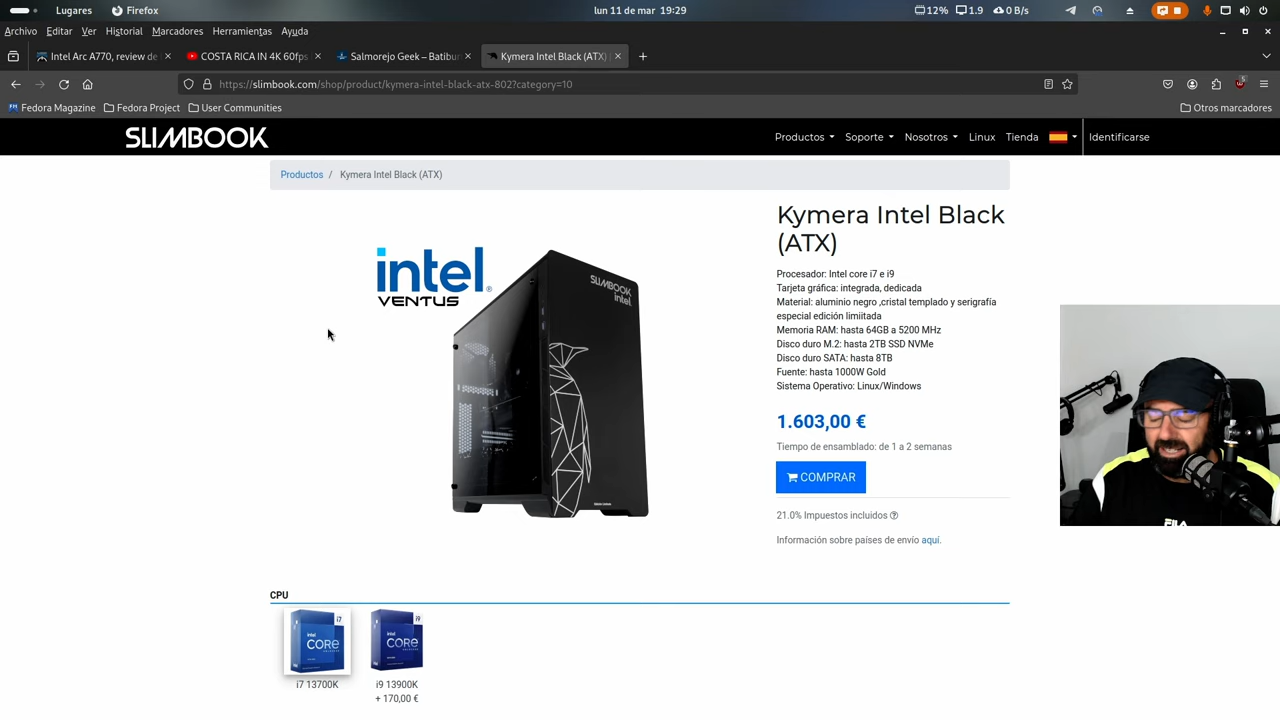 Lugares
Firefox
lun 11 de mar 19:29
12%
1.9
0 B/s
Archivo Editar Ver Historial Marcadores Herramientas Ayuda
Intel Arc A770, review de
COSTA RICA IN 4K 60fps
Salmorejo Geek – Batibur
Kymera Intel Black (ATX)
https://slimbook.com/shop/product/kymera-intel-black-atx-802?category=10
Fedora Magazine
Fedora Project
User Communities
Otros marcadores
SLIMBOOK
Productos Soporte Nosotros Linux Tienda Identificarse
Productos / Kymera Intel Black (ATX)
intel
VENTUS
SLIMBOOK
intel
Kymera Intel Black
(ATX)
Procesador: Intel core i7 e i9
Tarjeta gráfica: integrada, dedicada
Material: aluminio negro ,cristal templado y serigrafía
especial edición limiitada
Memoria RAM: hasta 64GB a 5200 MHz
Disco duro M.2: hasta 2TB SSD NVMe
Disco duro SATA: hasta 8TB
Fuente: hasta 1000W Gold
Sistema Operativo: Linux/Windows
1.603,00 €
Tiempo de ensamblado: de 1 a 2 semanas
COMPRAR
21.0% Impuestos incluidos
Información sobre países de envío aquí.
FILA
CPU
intel
CORE
i7
intel
CORE
i9
i7 13700K
i9 13900K
+ 170,00 €